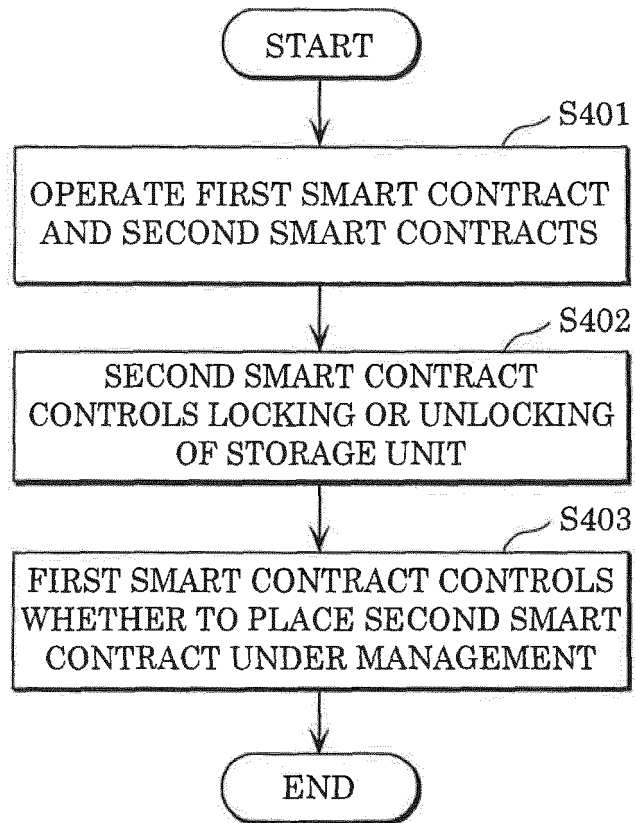 START
S401
OPERATE FIRST SMART CONTRACT
AND SECOND SMART CONTRACTS
S402
SECOND SMART CONTRACT
CONTROLS LOCKING OR UNLOCKING
OF STORAGE UNIT
S403
FIRST SMART CONTRACT CONTROLS
WHETHER TO PLACE SECOND SMART
CONTRACT UNDER MANAGEMENT
END